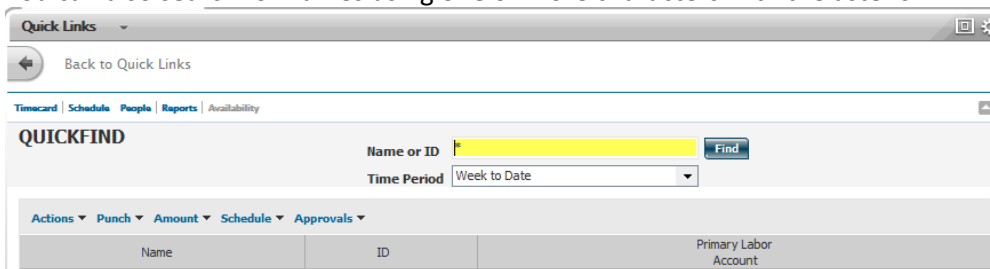 Quick Links
Back to Quick Links
Timecard | Schedule People | Reports | Availability
QUICKFIND
Name or ID * Find
Time Period Week to Date
Actions Punch Amount Schedule Approvals
Name ID Primary Labor Account